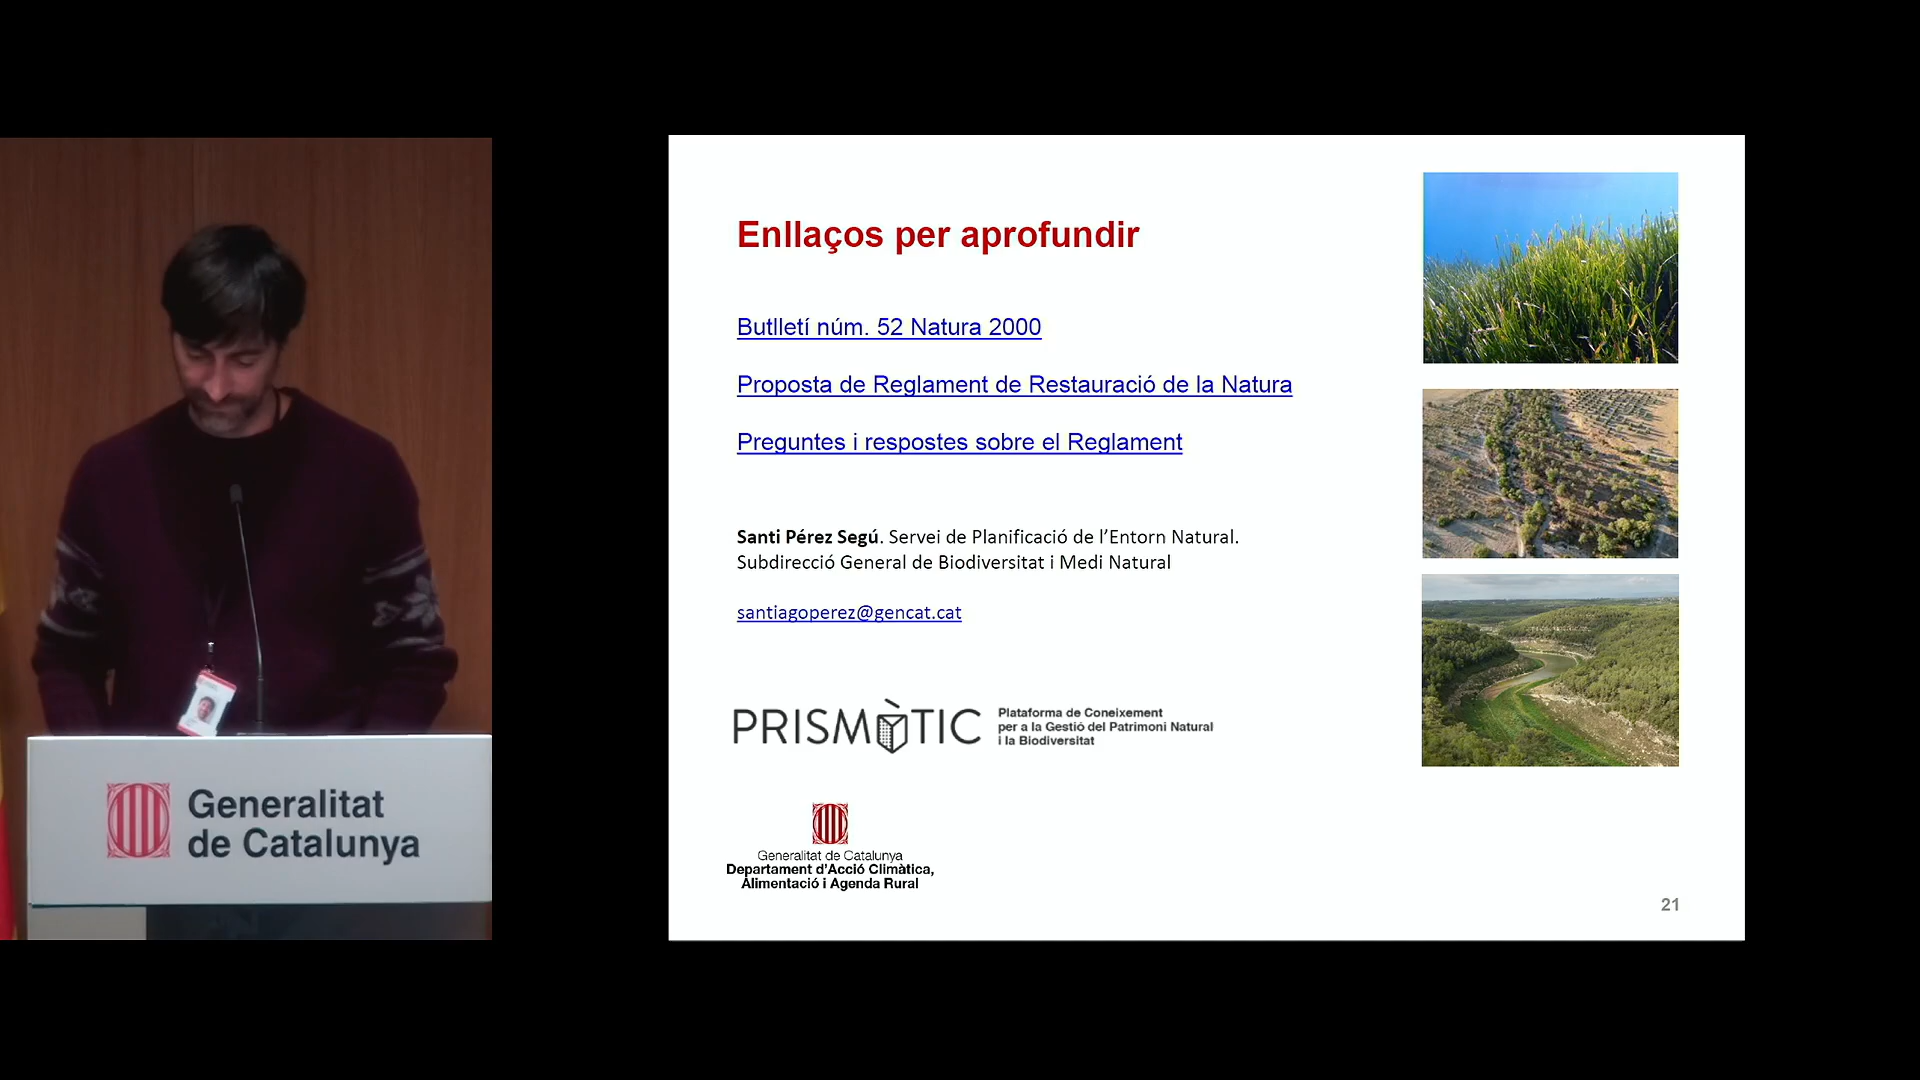 Generalitat
de Catalunya
Enllaços per aprofundir
Butlletí núm. 52 Natura 2000
Proposta de Reglament de Restauració de la Natura
Preguntes i respostes sobre el Reglament
Santi Pérez Segú. Servei de Planificació de l’Entorn Natural.
Subdirecció General de Biodiversitat i Medi Natural
santiagoperez@gencat.cat
PRISMÀTIC
Plataforma de Coneixement
per a la Gestió del Patrimoni Natural
i la Biodiversitat
Generalitat de Catalunya
Departament d’Acció Climàtica,
Alimentació i Agenda Rural
21